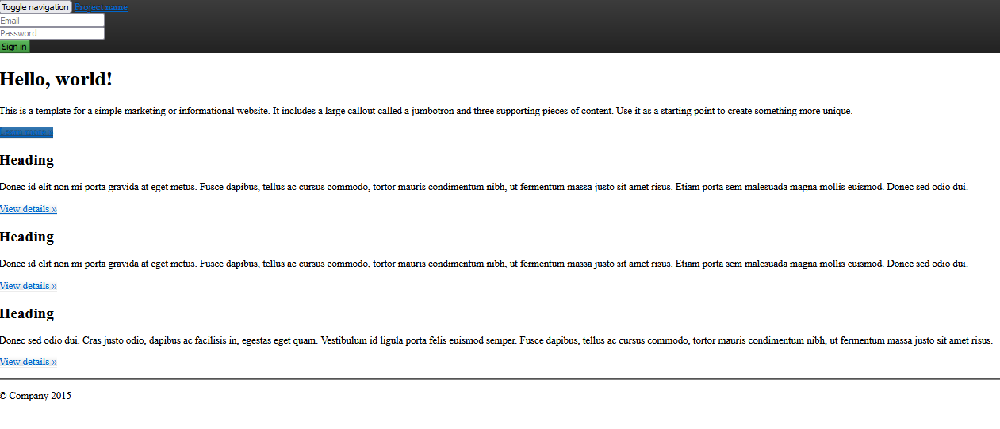 Toggle navigation Project name
Email
Password
Sign in
Hello, world!
This is a template for a simple marketing or informational website. It includes a large callout called a jumbotron and three supporting pieces of content. Use it as a starting point to create something more unique.
Learn more »
Heading
Donec id elit non mi porta gravida at eget metus. Fusce dapibus, tellus ac cursus commodo, tortor mauris condimentum nibh, ut fermentum massa justo sit amet risus. Etiam porta sem malesuada magna mollis euismod. Donec sed odio dui.
View details »
Heading
Donec id elit non mi porta gravida at eget metus. Fusce dapibus, tellus ac cursus commodo, tortor mauris condimentum nibh, ut fermentum massa justo sit amet risus. Etiam porta sem malesuada magna mollis euismod. Donec sed odio dui.
View details »
Heading
Donec sed odio dui. Cras justo odio, dapibus ac facilisis in, egestas eget quam. Vestibulum id ligula porta felis euismod semper. Fusce dapibus, tellus ac cursus commodo, tortor mauris condimentum nibh, ut fermentum massa justo sit amet risus.
View details »
© Company 2015